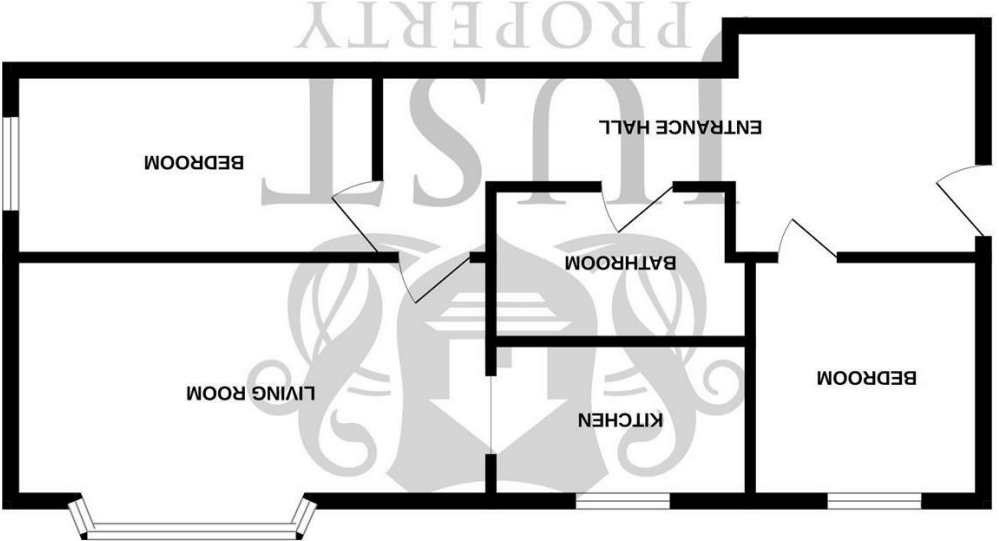 BEDROOM
KITCHEN
LIVING ROOM
BATHROOM
ENTRANCE HALL
BEDROOM
JUST
PROPERTY